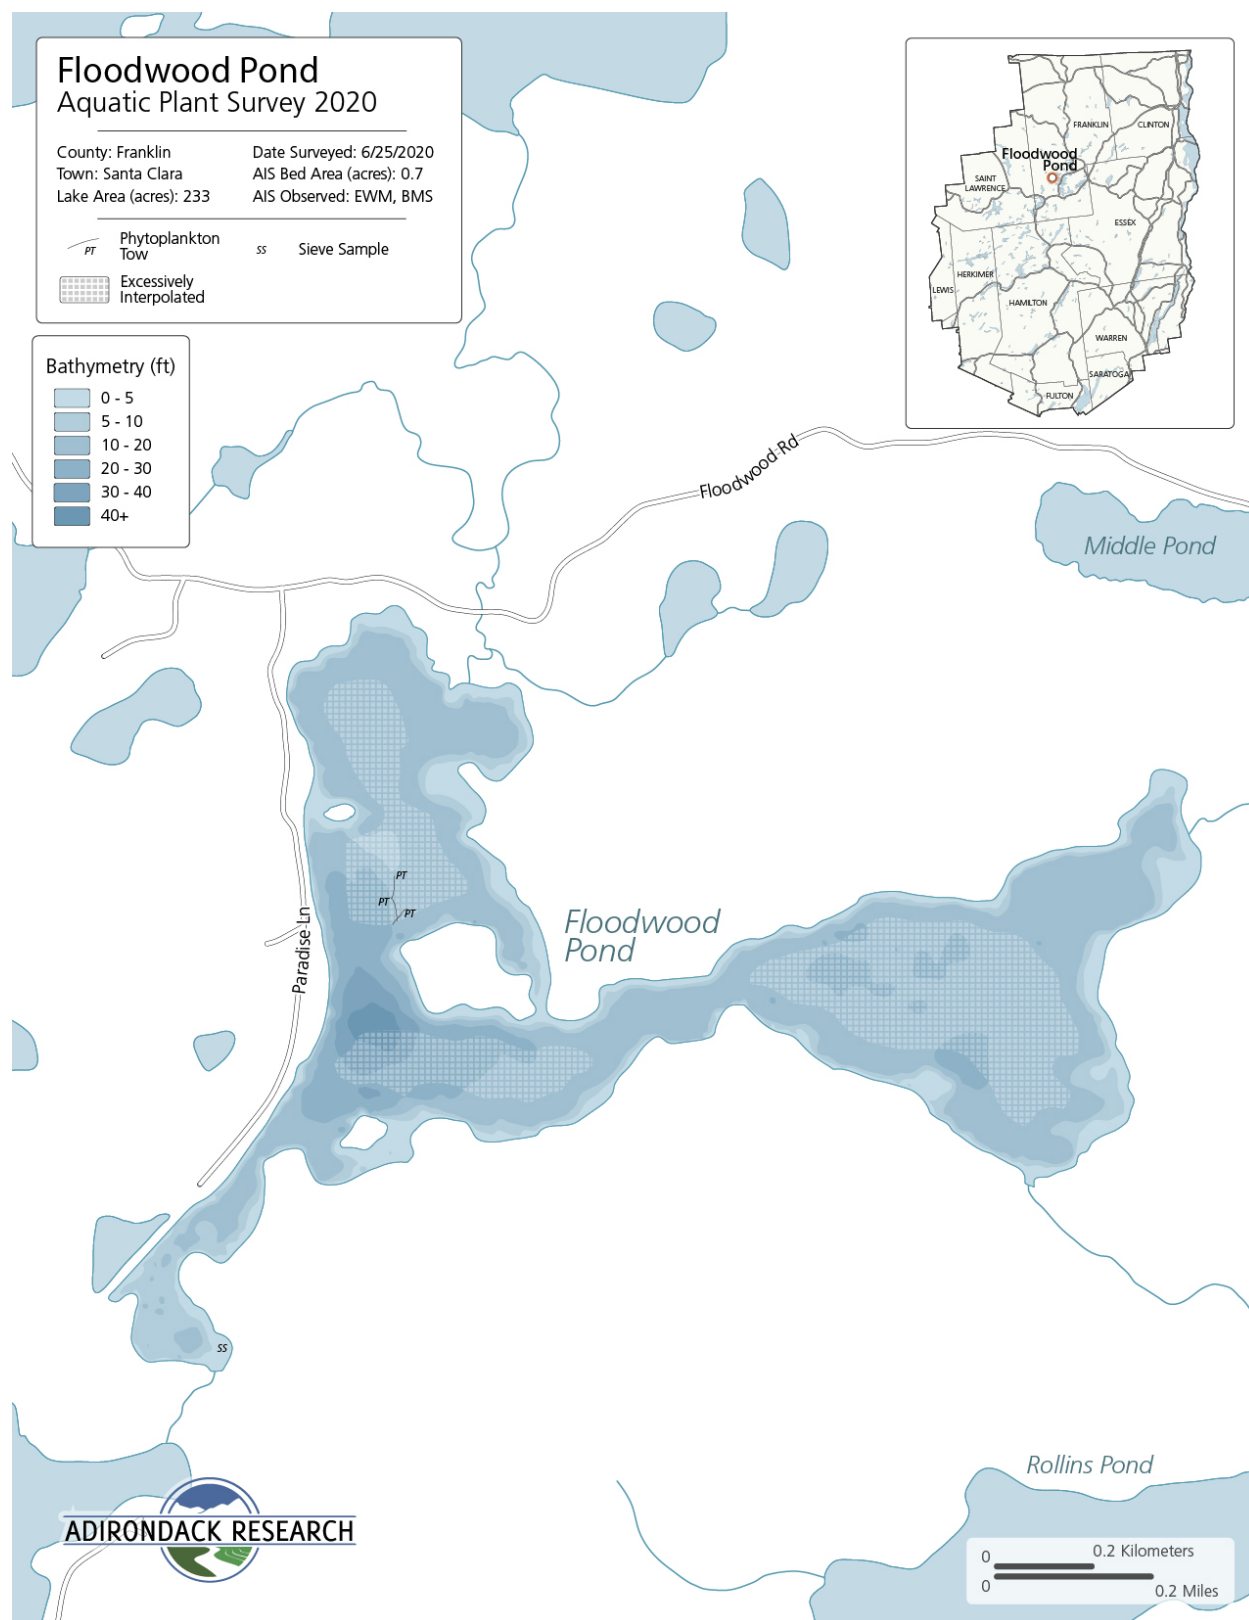 Floodwood Pond
Aquatic Plant Survey 2020
County: Franklin
Town: Santa Clara
Lake Area (acres): 233
Date Surveyed: 6/25/2020
AIS Bed Area (acres): 0.7
AIS Observed: EWM, BMS
PT
Phytoplankton
Tow
SS
Sieve Sample
Excessively
Interpolated
Bathymetry (ft)
0 - 5
5 - 10
10 - 20
20 - 30
30 - 40
40+
FRANKLIN
CLINTON
Floodwood
Pond
SAINT
LAWRENCE
ESSEX
HERKIMER
LEWIS
HAMILTON
WARREN
SARATOGA
FULTON
Floodwood Rd
Middle Pond
PT
PT
PT
Paradise Ln
Floodwood
Pond
SS
Rollins Pond
ADIRONDACK RESEARCH
0
0.2 Kilometers
0
0.2 Miles